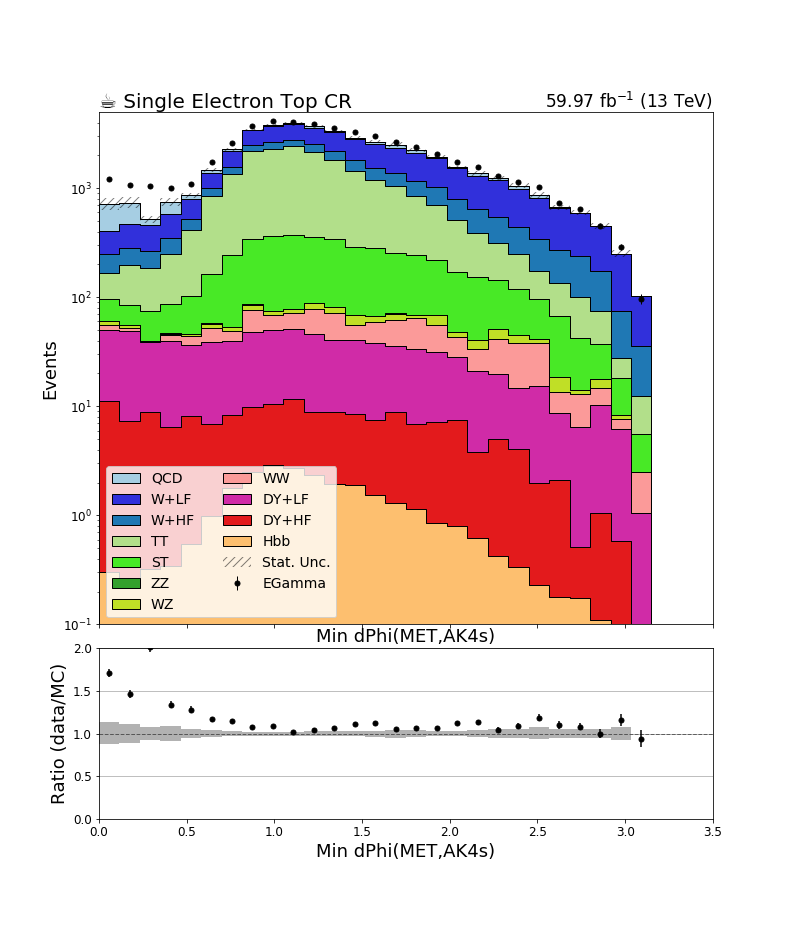 ☕ Single Electron Top CR
59.97 fb⁻¹ (13 TeV)
Events
10³
10²
10¹
10⁰
10⁻¹
QCD
W+LF
W+HF
TT
ST
ZZ
WZ
WW
DY+LF
DY+HF
Hbb
Stat. Unc.
EGamma
Min dPhi(MET,AK4s)
Ratio (data/MC)
2.0
1.5
1.0
0.5
0.0
0.0 0.5 1.0 1.5 2.0 2.5 3.0 3.5
Min dPhi(MET,AK4s)